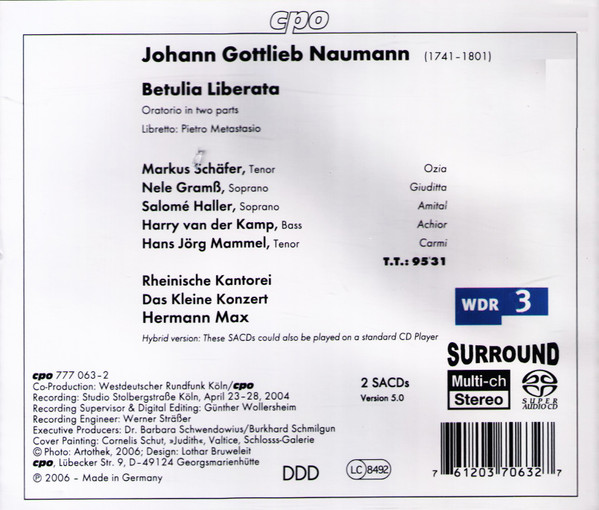 cpo
Johann Gottlieb Naumann (1741-1801)
Betulia Liberata
Oratorio in two parts
Libretto: Pietro Metastasio
Markus Schäfer, Tenor Ozia
Nele Gramß, Soprano Giuditta
Salomé Haller, Soprano Amital
Harry van der Kamp, Bass Achior
Hans Jörg Mammel, Tenor Carmi
T.T.: 95'31
Rheinische Kantorei
Das Kleine Konzert
Hermann Max
WDR 3
Hybrid version: These SACDs could also be played on a standard CD Player
SURROUND
Multi-ch
Stereo
SUPER AUDIO CD
2 SACDs
Version 5.0
cpo 777 063-2
Co-Production: Westdeutscher Rundfunk Köln/cpo
Recording: Studio Stolbergstraße Köln, April 23-28, 2004
Recording Supervisor & Digital Editing: Günther Wollersheim
Recording Engineer: Werner Sträßer
Executive Producers: Dr. Barbara Schwendowius/Burkhard Schmilgun
Cover Painting: Cornelis Schut, »Judith«, Valtice, Schlosss-Galerie
© Photo: Artothek, 2006; Design: Lothar Bruweleit
cpo, Lübecker Str. 9, D-49124 Georgsmarienhütte
℗ 2006 - Made in Germany
DDD
LC 8492
7 61203 70632 7